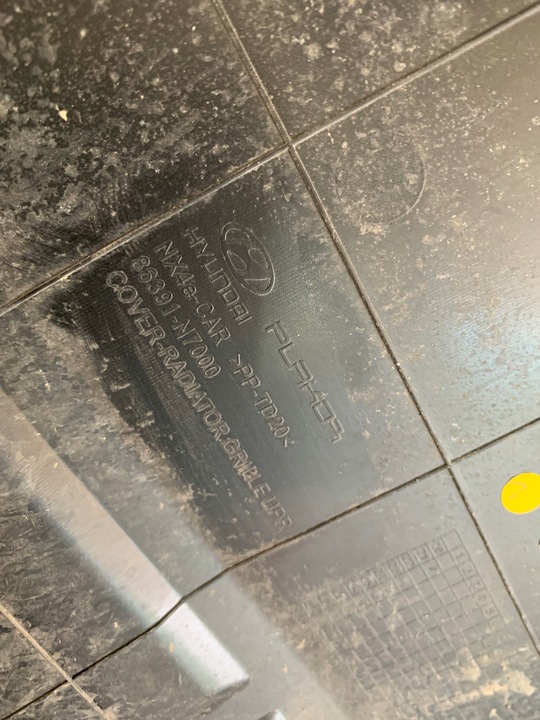 HYUNDAI
PLAKOR
NX4e-CAR >PP-TD20<
86391-N7000
COVER-RADIATOR GRILLE UPR